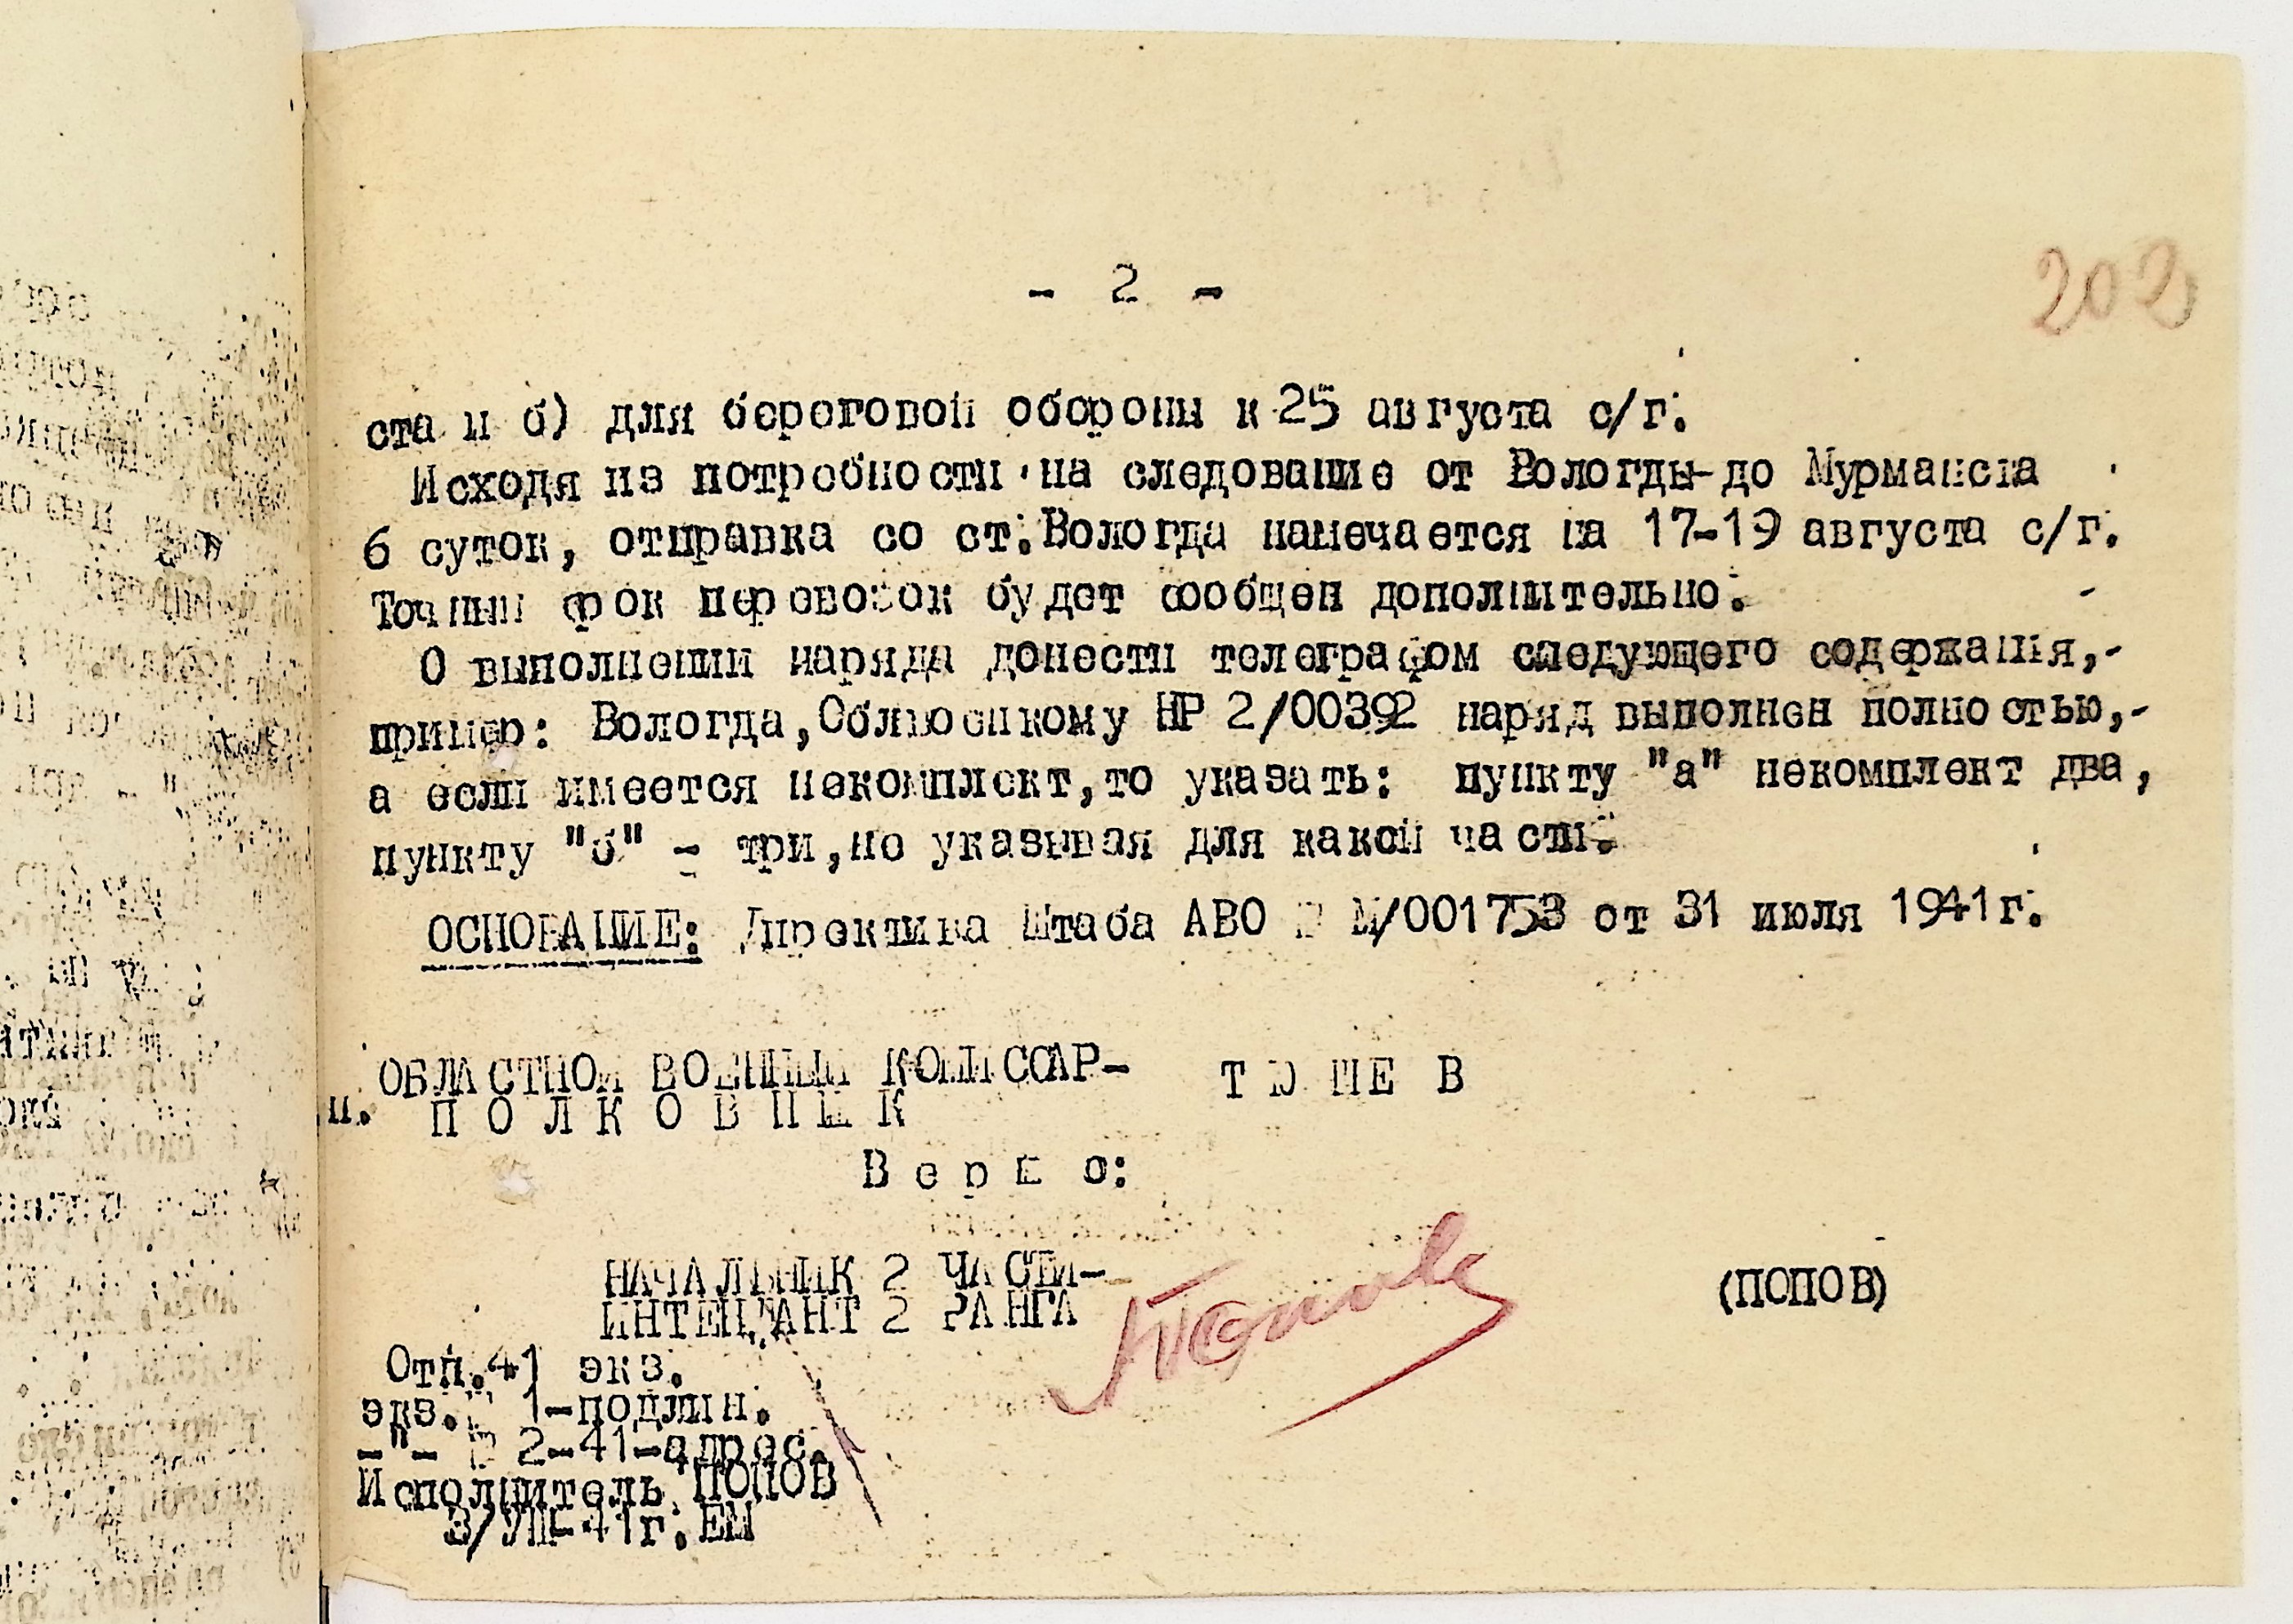 - 2 -
202
ста и б) для береговой обороны к 25 августа с/г.
Исходя из потребности на следование от Вологды-до Мурманска
6 суток, отправка со ст.Вологда намечается на 17-19 августа с/г.
Точный срок перевозок будет сообщен дополнительно.
О выполнении наряда донести телеграфом следующего содержания,-
пример: Вологда, Облвоенкому НР 2/00392 наряд выполнен полностью,-
а если имеется некомплект, то указать: пункту "а" некомплект два,
пункту "б" - три, не указывая для какой части.
ОСНОВАНИЕ: Директива Штаба АВО № М/001753 от 31 июля 1941г.
ОБЛАСТНОЙ ВОЕННЫЙ КОМИССАР-
П О Л К О В Н И К
В е р н о:
НАЧАЛЬНИК 2 ЧАСТИ-
ИНТЕНДАНТ 2 РАНГА
Попов
(ПОПОВ)
Отп.41 экз.
экз.№ 1-подлин.
-"- № 2-41-адрес.
Исполнитель ПОПОВ
3/УIII-41г. ЕМ